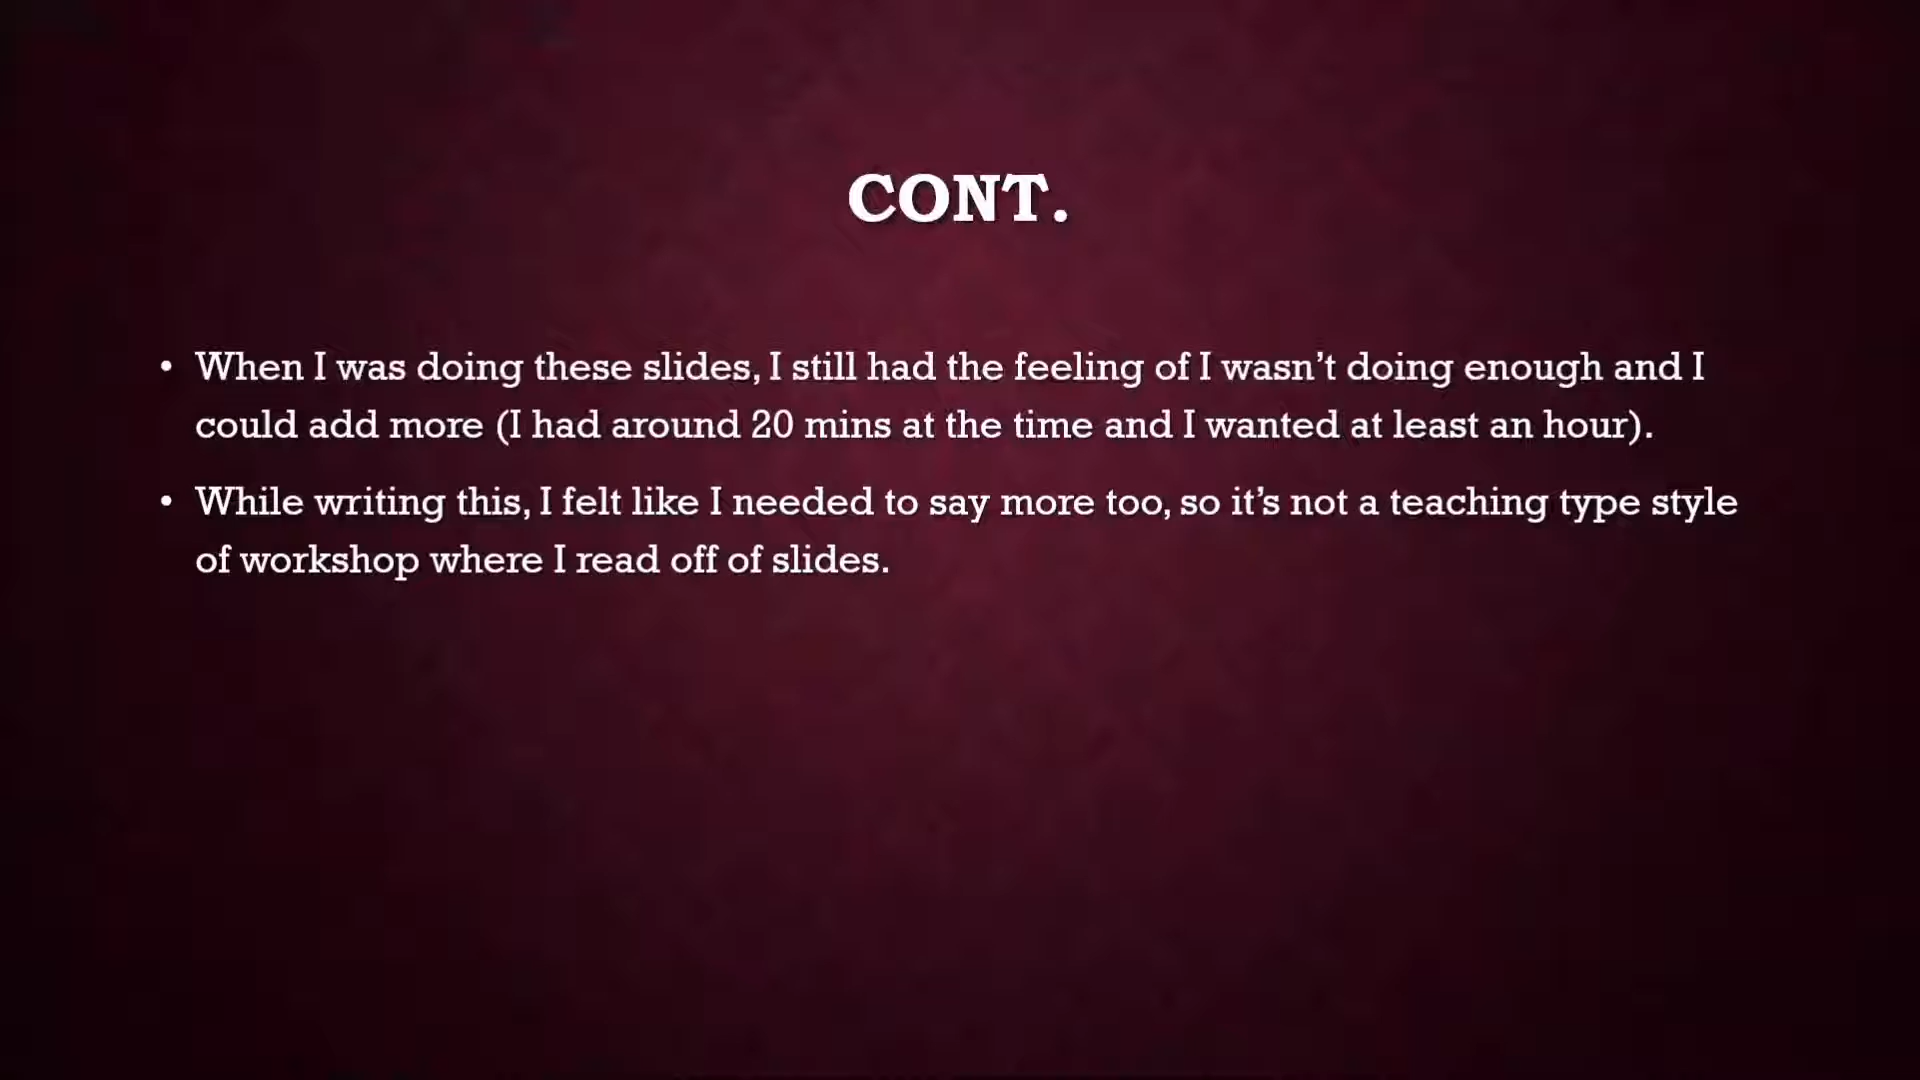 CONT.
• When I was doing these slides, I still had the feeling of I wasn’t doing enough and I
could add more (I had around 20 mins at the time and I wanted at least an hour).
• While writing this, I felt like I needed to say more too, so it’s not a teaching type style
of workshop where I read off of slides.